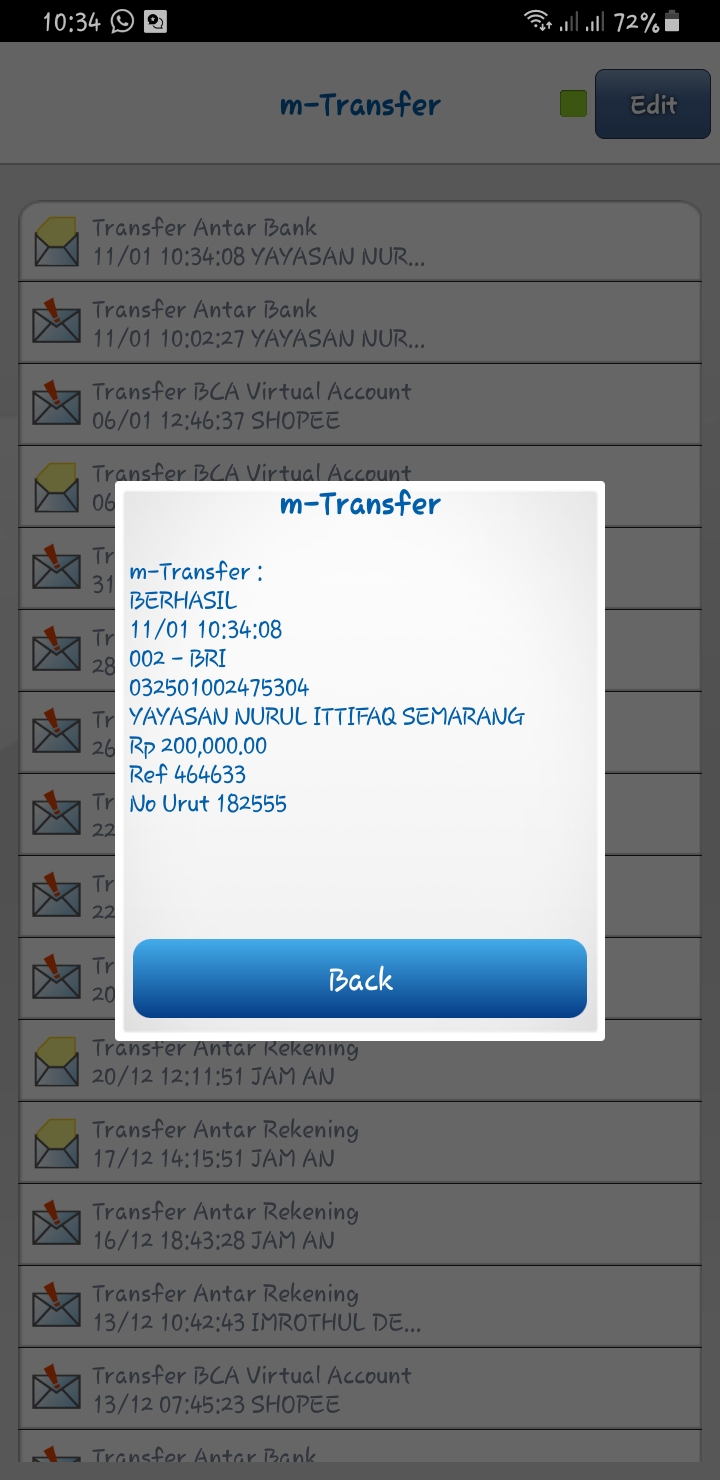 10:34
72%
m-Transfer
Edit
Transfer Antar Bank
11/01 10:34:08 YAYASAN NUR...
Transfer Antar Bank
11/01 10:02:27 YAYASAN NUR...
Transfer BCA Virtual Account
06/01 12:46:37 SHOPEE
Transfer BCA Virtual Account
06
Tr
31
Tr
28
Tr
26
Tr
22
Tr
22
Tr
20
m-Transfer
m-Transfer :
BERHASIL
11/01 10:34:08
002 - BRI
032501002475304
YAYASAN NURUL ITTIFAQ SEMARANG
Rp 200,000.00
Ref 464633
No Urut 182555
Back
Transfer Antar Rekening
20/12 12:11:51 JAM AN
Transfer Antar Rekening
17/12 14:15:51 JAM AN
Transfer Antar Rekening
16/12 18:43:28 JAM AN
Transfer Antar Rekening
13/12 10:42:43 IMROTHUL DE...
Transfer BCA Virtual Account
13/12 07:45:23 SHOPEE
Transfer Antar Bank